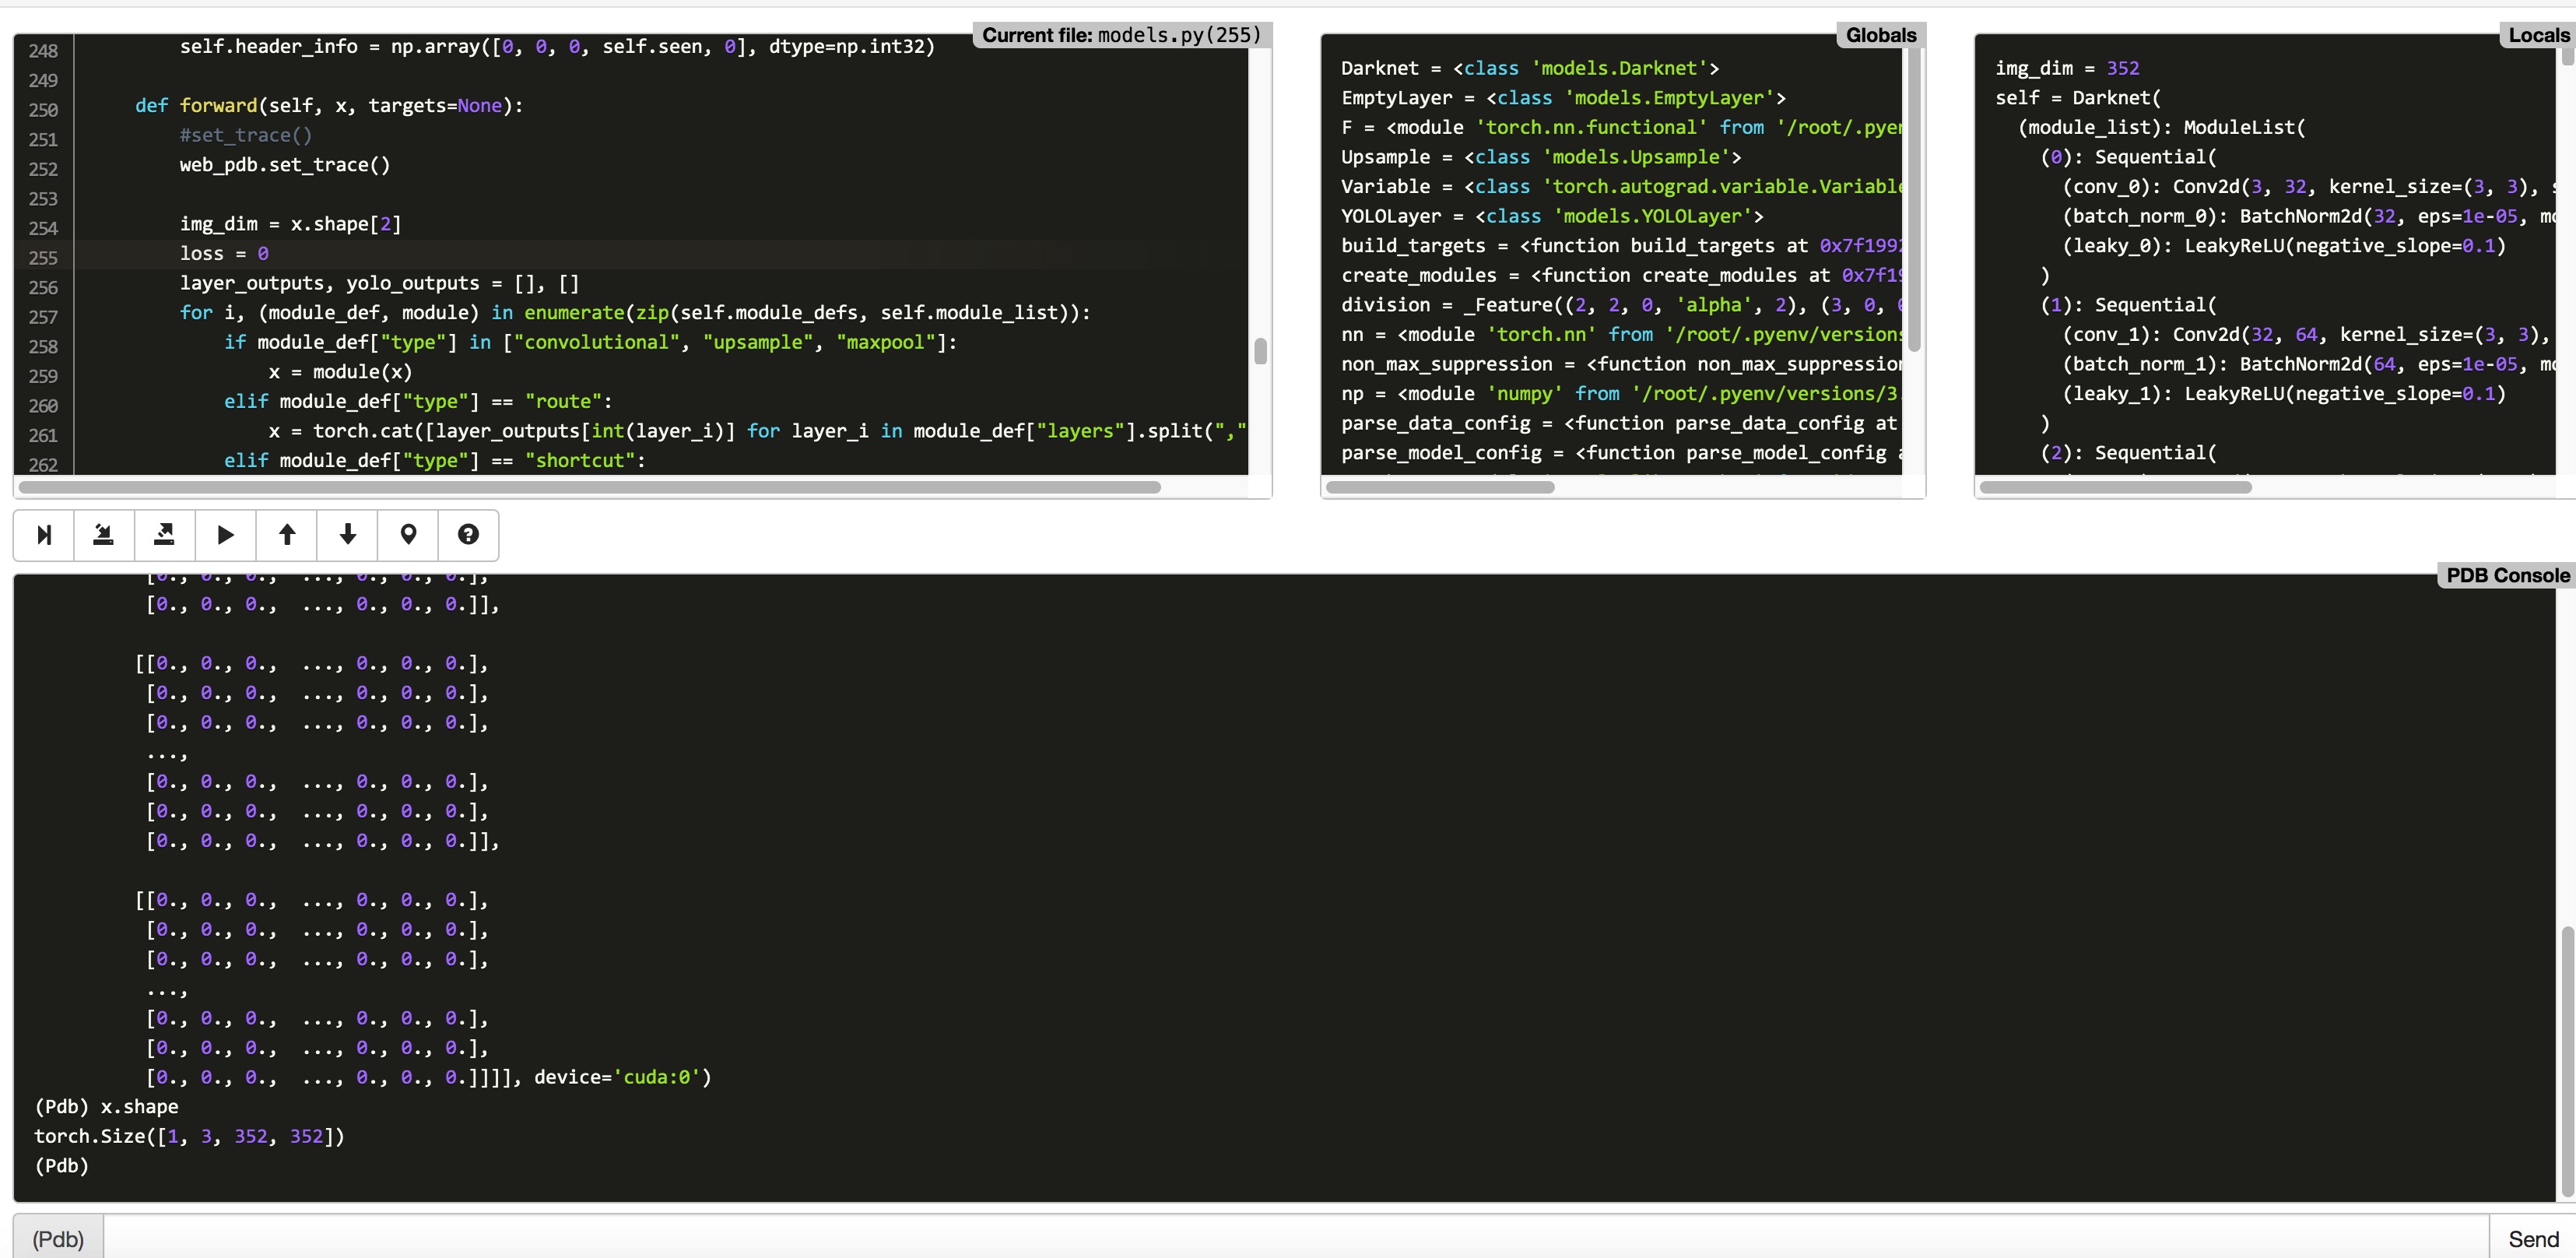 Current file: models.py(255)
248 self.header_info = np.array([0, 0, 0, self.seen, 0], dtype=np.int32)
249
250 def forward(self, x, targets=None):
251 #set_trace()
252 web_pdb.set_trace()
253
254 img_dim = x.shape[2]
255 loss = 0
256 layer_outputs, yolo_outputs = [], []
257 for i, (module_def, module) in enumerate(zip(self.module_defs, self.module_list)):
258 if module_def["type"] in ["convolutional", "upsample", "maxpool"]:
259 x = module(x)
260 elif module_def["type"] == "route":
261 x = torch.cat([layer_outputs[int(layer_i)] for layer_i in module_def["layers"].split(","
262 elif module_def["type"] == "shortcut":
Globals
Darknet = <class 'models.Darknet'>
EmptyLayer = <class 'models.EmptyLayer'>
F = <module 'torch.nn.functional' from '/root/.pyen
Upsample = <class 'models.Upsample'>
Variable = <class 'torch.autograd.variable.Variable
YOLOLayer = <class 'models.YOLOLayer'>
build_targets = <function build_targets at 0x7f1992
create_modules = <function create_modules at 0x7f19
division = _Feature((2, 2, 0, 'alpha', 2), (3, 0, 0
nn = <module 'torch.nn' from '/root/.pyenv/versions
non_max_suppression = <function non_max_suppression
np = <module 'numpy' from '/root/.pyenv/versions/3.
parse_data_config = <function parse_data_config at
parse_model_config = <function parse_model_config a
Locals
img_dim = 352
self = Darknet(
(module_list): ModuleList(
(0): Sequential(
(conv_0): Conv2d(3, 32, kernel_size=(3, 3), s
(batch_norm_0): BatchNorm2d(32, eps=1e-05, mo
(leaky_0): LeakyReLU(negative_slope=0.1)
)
(1): Sequential(
(conv_1): Conv2d(32, 64, kernel_size=(3, 3),
(batch_norm_1): BatchNorm2d(64, eps=1e-05, mo
(leaky_1): LeakyReLU(negative_slope=0.1)
)
(2): Sequential(
PDB Console
[0., 0., 0., ..., 0., 0., 0.],
[0., 0., 0., ..., 0., 0., 0.]],
[[0., 0., 0., ..., 0., 0., 0.],
[0., 0., 0., ..., 0., 0., 0.],
[0., 0., 0., ..., 0., 0., 0.],
...,
[0., 0., 0., ..., 0., 0., 0.],
[0., 0., 0., ..., 0., 0., 0.],
[0., 0., 0., ..., 0., 0., 0.]],
[[0., 0., 0., ..., 0., 0., 0.],
[0., 0., 0., ..., 0., 0., 0.],
[0., 0., 0., ..., 0., 0., 0.],
...,
[0., 0., 0., ..., 0., 0., 0.],
[0., 0., 0., ..., 0., 0., 0.],
[0., 0., 0., ..., 0., 0., 0.]]]], device='cuda:0')
(Pdb) x.shape
torch.Size([1, 3, 352, 352])
(Pdb)
(Pdb)
Send